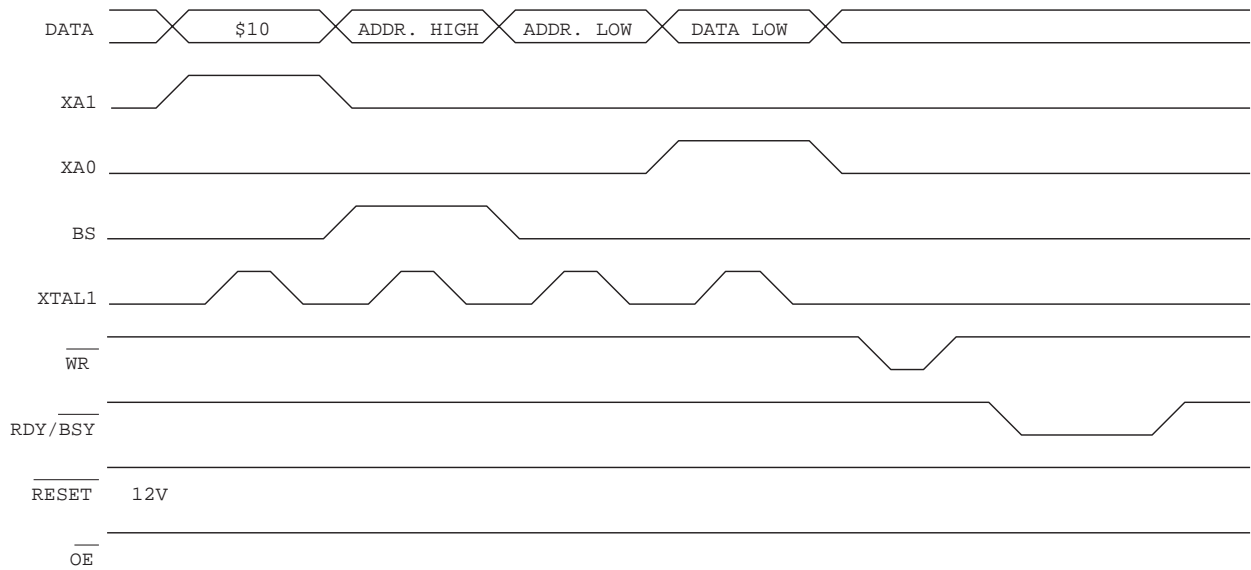 DATA $10 ADDR. HIGH ADDR. LOW DATA LOW
XA1
XA0
BS
XTAL1
WR
RDY/BSY
RESET 12V
OE